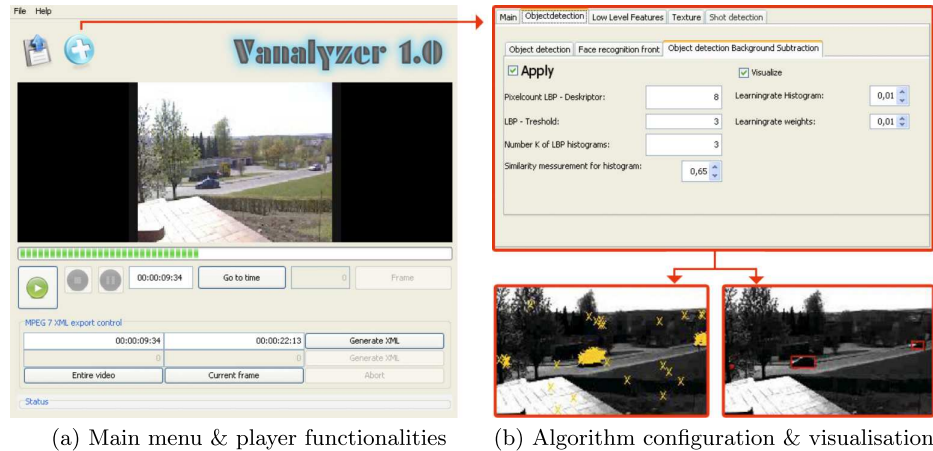 File Help
Vanalyzer 1.0
00:00:09:34 Go to time 0 Frame
MPEG 7 XML export control
00:00:09:34 00:00:22:13 Generate XML
0 0 Generate XML
Entire video Current frame Abort
Status
(a) Main menu & player functionalities
Main Objectdetection Low Level Features Texture Shot detection
Object detection Face recognition front Object detection Background Subtraction
Apply Visualize
Pixelcount LBP - Deskriptor: 8 Learningrate Histogram: 0,01
LBP - Treshold: 3 Learningrate weights: 0,01
Number K of LBP histograms: 3
Similarity messurement for histogram: 0,65
(b) Algorithm configuration & visualisation